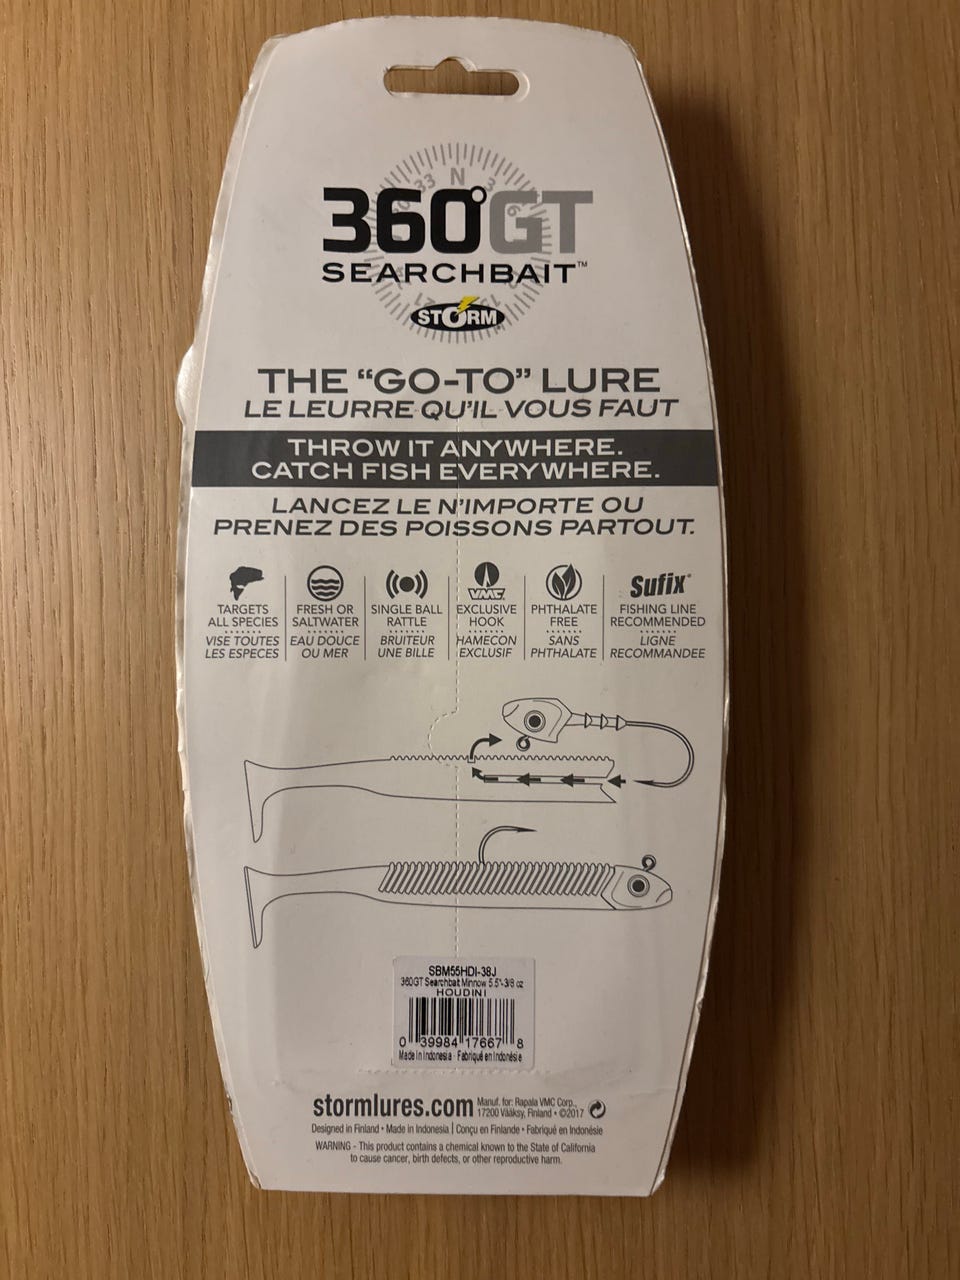 33 N 3
30 6
360°GT
SEARCHBAIT™
21 15
STORM
THE “GO-TO” LURE
LE LEURRE QU'IL VOUS FAUT
THROW IT ANYWHERE.
CATCH FISH EVERYWHERE.
LANCEZ LE N'IMPORTE OU
PRENEZ DES POISSONS PARTOUT.
TARGETS
ALL SPECIES
VISE TOUTES
LES ESPECES
FRESH OR
SALTWATER
EAU DOUCE
OU MER
SINGLE BALL
RATTLE
BRUITEUR
UNE BILLE
VMC
EXCLUSIVE
HOOK
HAMECON
EXCLUSIF
PHTHALATE
FREE
SANS
PHTHALATE
Sufix®
FISHING LINE
RECOMMENDED
LIGNE
RECOMMANDEE
SBM55HDI-38J
360GT Searchbait Minnow 5.5"-3/8 oz
HOUDINI
0 39984 17667 8
Made in Indonesia · Fabriqué en Indonésie
stormlures.com
Manuf. for: Rapala VMC Corp.,
17200 Vääksy, Finland • ©2017
Designed in Finland • Made in Indonesia | Conçu en Finlande • Fabriqué en Indonésie
WARNING - This product contains a chemical known to the State of California
to cause cancer, birth defects, or other reproductive harm.